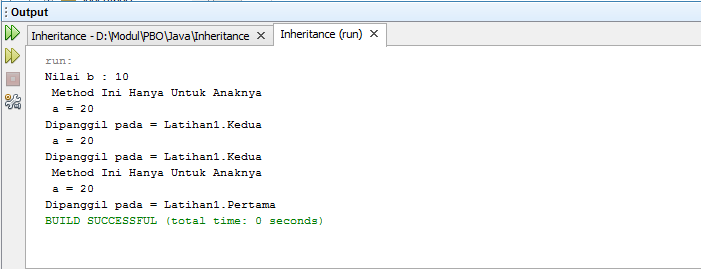 Output
Inheritance - D:\Modul\PBO\Java\Inheritance
Inheritance (run)
run:
Nilai b : 10
Method Ini Hanya Untuk Anaknya
a = 20
Dipanggil pada = Latihan1.Kedua
a = 20
Dipanggil pada = Latihan1.Kedua
Method Ini Hanya Untuk Anaknya
a = 20
Dipanggil pada = Latihan1.Pertama
BUILD SUCCESSFUL (total time: 0 seconds)